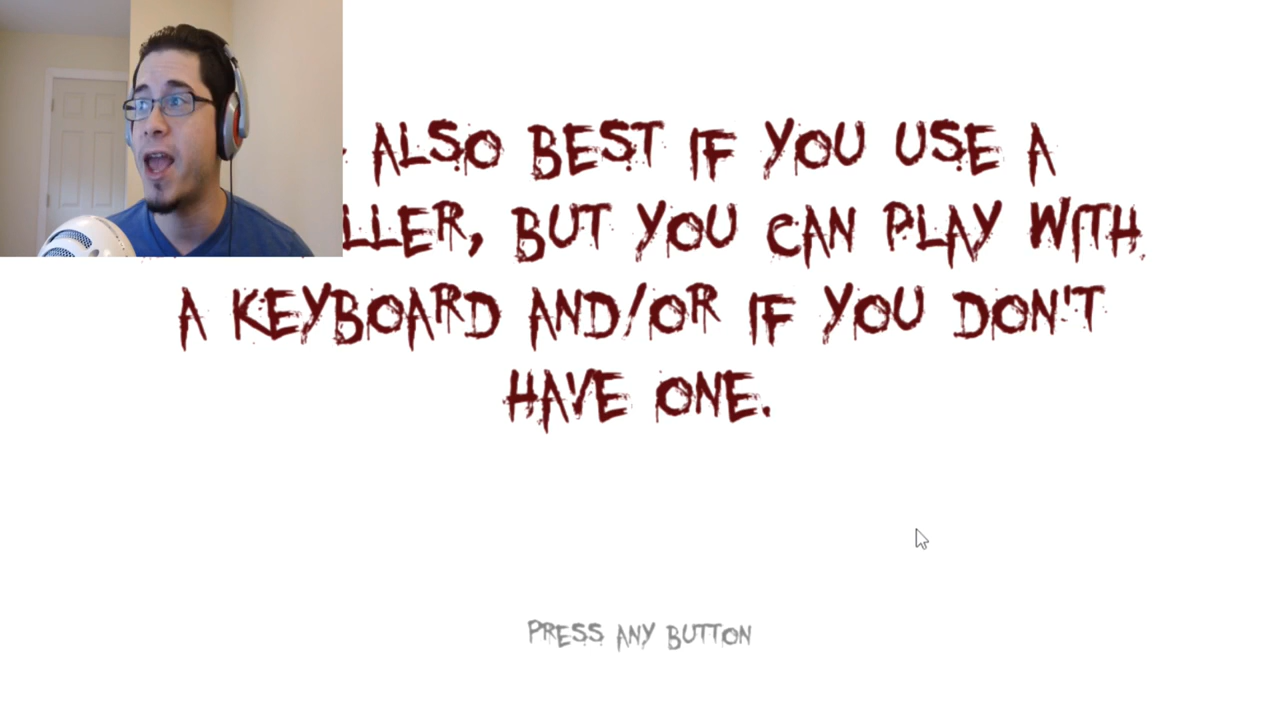 ALSO BEST IF YOU USE A
LLER, BUT YOU CAN PLAY WITH
A KEYBOARD AND/OR IF YOU DON'T
HAVE ONE.
PRESS ANY BUTTON